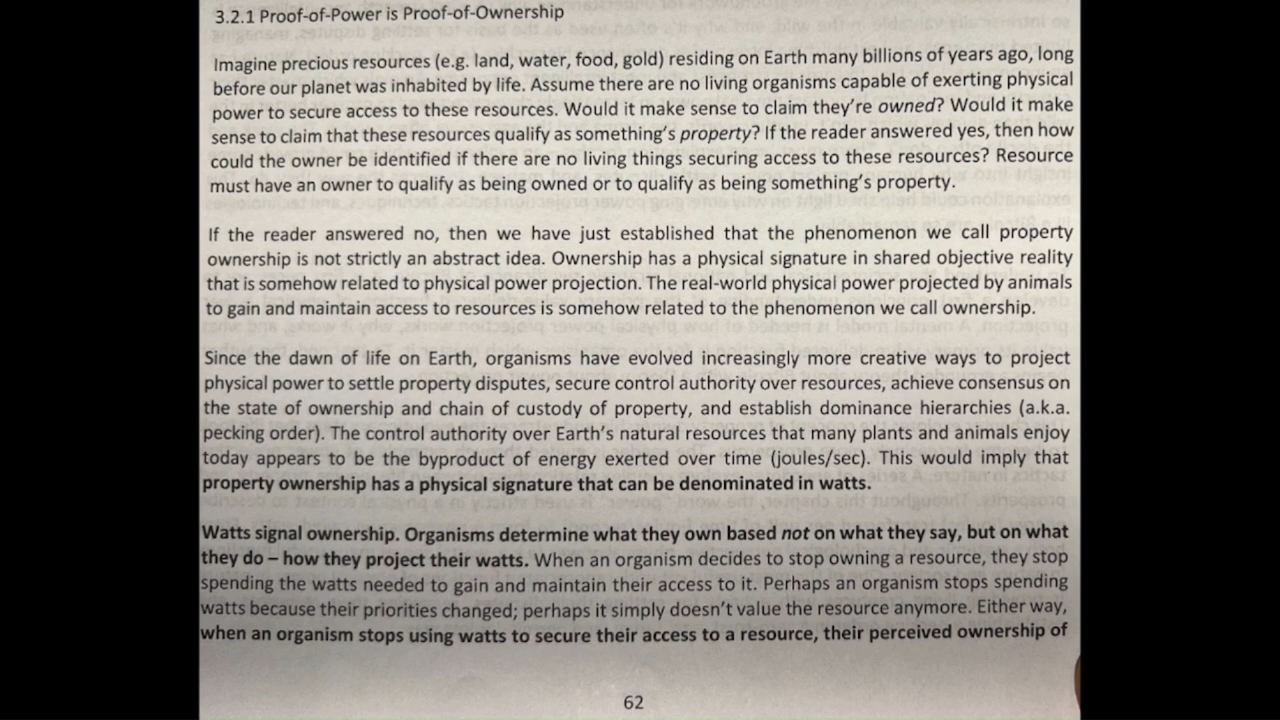 3.2.1 Proof-of-Power is Proof-of-Ownership
Imagine precious resources (e.g. land, water, food, gold) residing on Earth many billions of years ago, long
before our planet was inhabited by life. Assume there are no living organisms capable of exerting physical
power to secure access to these resources. Would it make sense to claim they're owned? Would it make
sense to claim that these resources qualify as something's property? If the reader answered yes, then how
could the owner be identified if there are no living things securing access to these resources? Resource
must have an owner to qualify as being owned or to qualify as being something's property.
If the reader answered no, then we have just established that the phenomenon we call property
ownership is not strictly an abstract idea. Ownership has a physical signature in shared objective reality
that is somehow related to physical power projection. The real-world physical power projected by animals
to gain and maintain access to resources is somehow related to the phenomenon we call ownership.
Since the dawn of life on Earth, organisms have evolved increasingly more creative ways to project
physical power to settle property disputes, secure control authority over resources, achieve consensus on
the state of ownership and chain of custody of property, and establish dominance hierarchies (a.k.a.
pecking order). The control authority over Earth's natural resources that many plants and animals enjoy
today appears to be the byproduct of energy exerted over time (joules/sec). This would imply that
property ownership has a physical signature that can be denominated in watts.
Watts signal ownership. Organisms determine what they own based not on what they say, but on what
they do – how they project their watts. When an organism decides to stop owning a resource, they stop
spending the watts needed to gain and maintain their access to it. Perhaps an organism stops spending
watts because their priorities changed; perhaps it simply doesn't value the resource anymore. Either way,
when an organism stops using watts to secure their access to a resource, their perceived ownership of
62